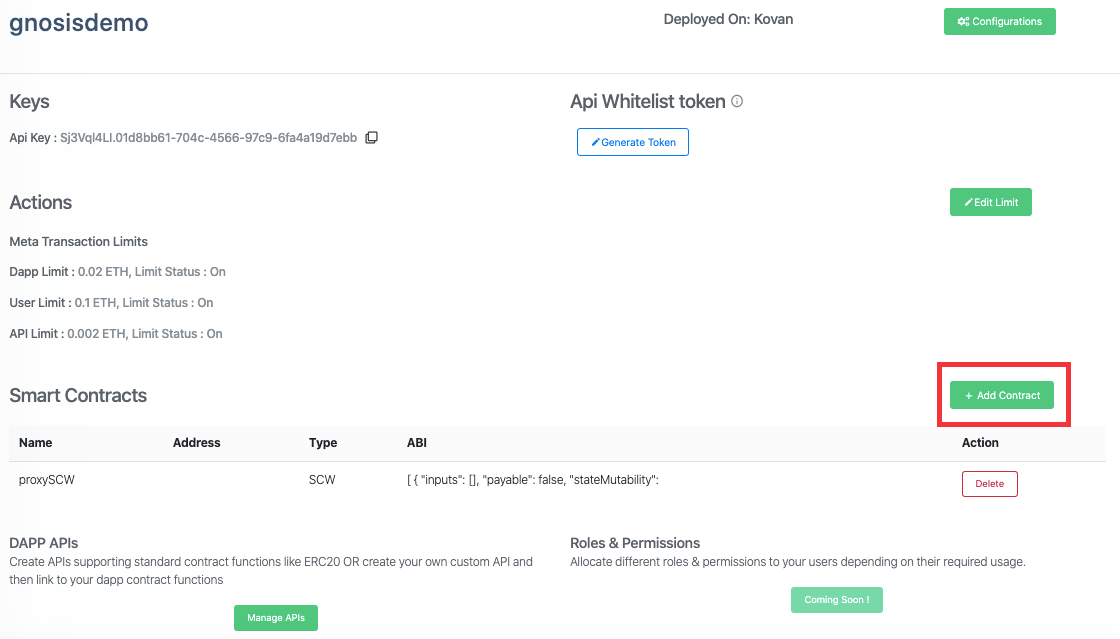 gnosisdemo
Deployed On: Kovan
Configurations
Keys
Api Whitelist token
Api Key : Sj3Vql4LI.01d8bb61-704c-4566-97c9-6fa4a19d7ebb
Generate Token
Actions
Edit Limit
Meta Transaction Limits
Dapp Limit : 0.02 ETH, Limit Status : On
User Limit : 0.1 ETH, Limit Status : On
API Limit : 0.002 ETH, Limit Status : On
Smart Contracts
+ Add Contract
Name Address Type ABI Action
proxySCW SCW [ { "inputs": [], "payable": false, "stateMutability": Delete
DAPP APIs
Create APIs supporting standard contract functions like ERC20 OR create your own custom API and
then link to your dapp contract functions
Manage APIs
Roles & Permissions
Allocate different roles & permissions to your users depending on their required usage.
Coming Soon !